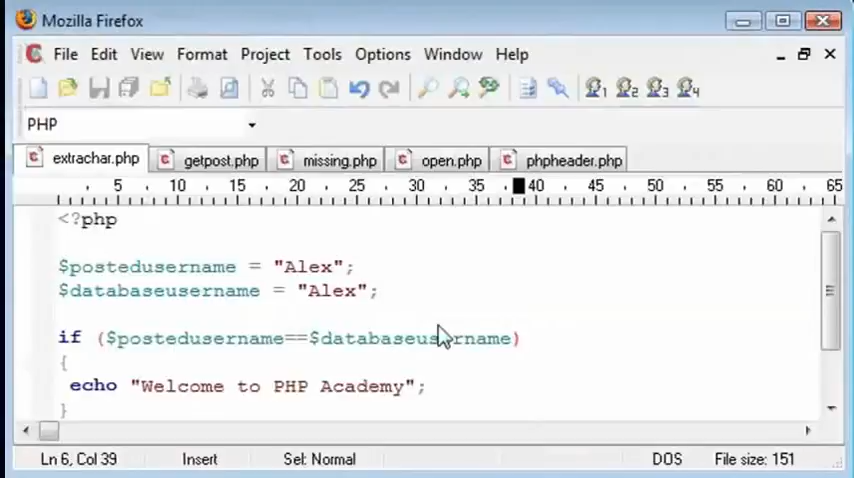 Mozilla Firefox
File Edit View Format Project Tools Options Window Help
PHP
extrachar.php getpost.php missing.php open.php phpheader.php
5 10 15 20 25 30 35 40 45 50 55 60 65
<?php
$postedusername = "Alex";
$databaseusername = "Alex";
if ($postedusername==$databaseusername)
{
echo "Welcome to PHP Academy";
}
Ln 6, Col 39 Insert Sel: Normal DOS File size: 151